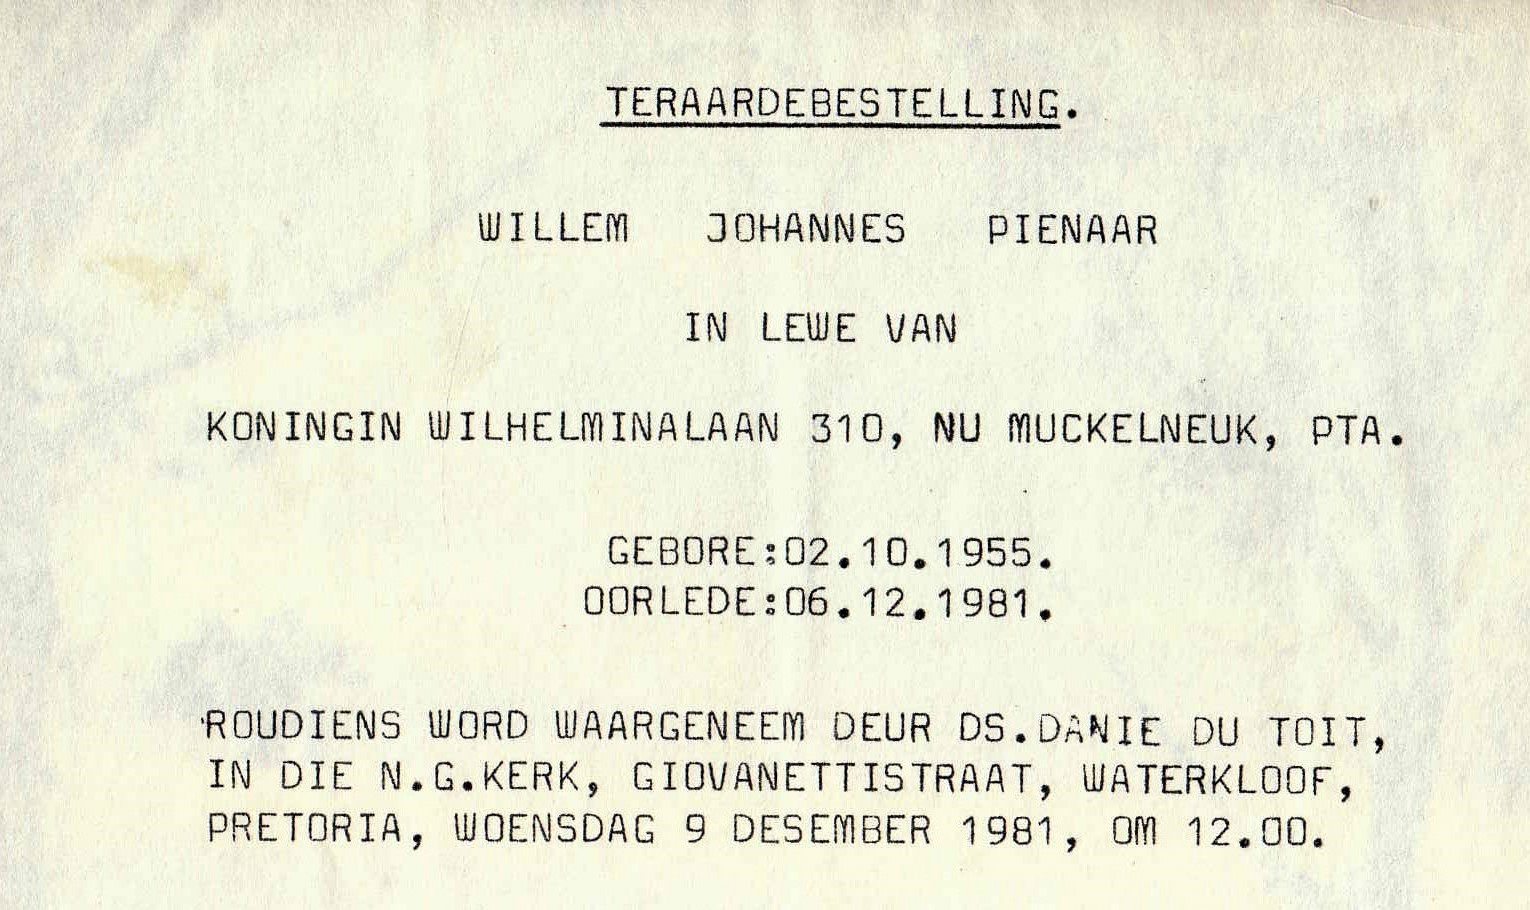 TERAARDEBESTELLING.
WILLEM JOHANNES PIENAAR
IN LEWE VAN
KONINGIN WILHELMINALAAN 310, NU MUCKELNEUK, PTA.
GEBORE:02.10.1955.
OORLEDE:06.12.1981.
ROUDIENS WORD WAARGENEEM DEUR DS.DANIE DU TOIT,
IN DIE N.G.KERK, GIOVANETTISTRAAT, WATERKLOOF,
PRETORIA, WOENSDAG 9 DESEMBER 1981, OM 12.00.